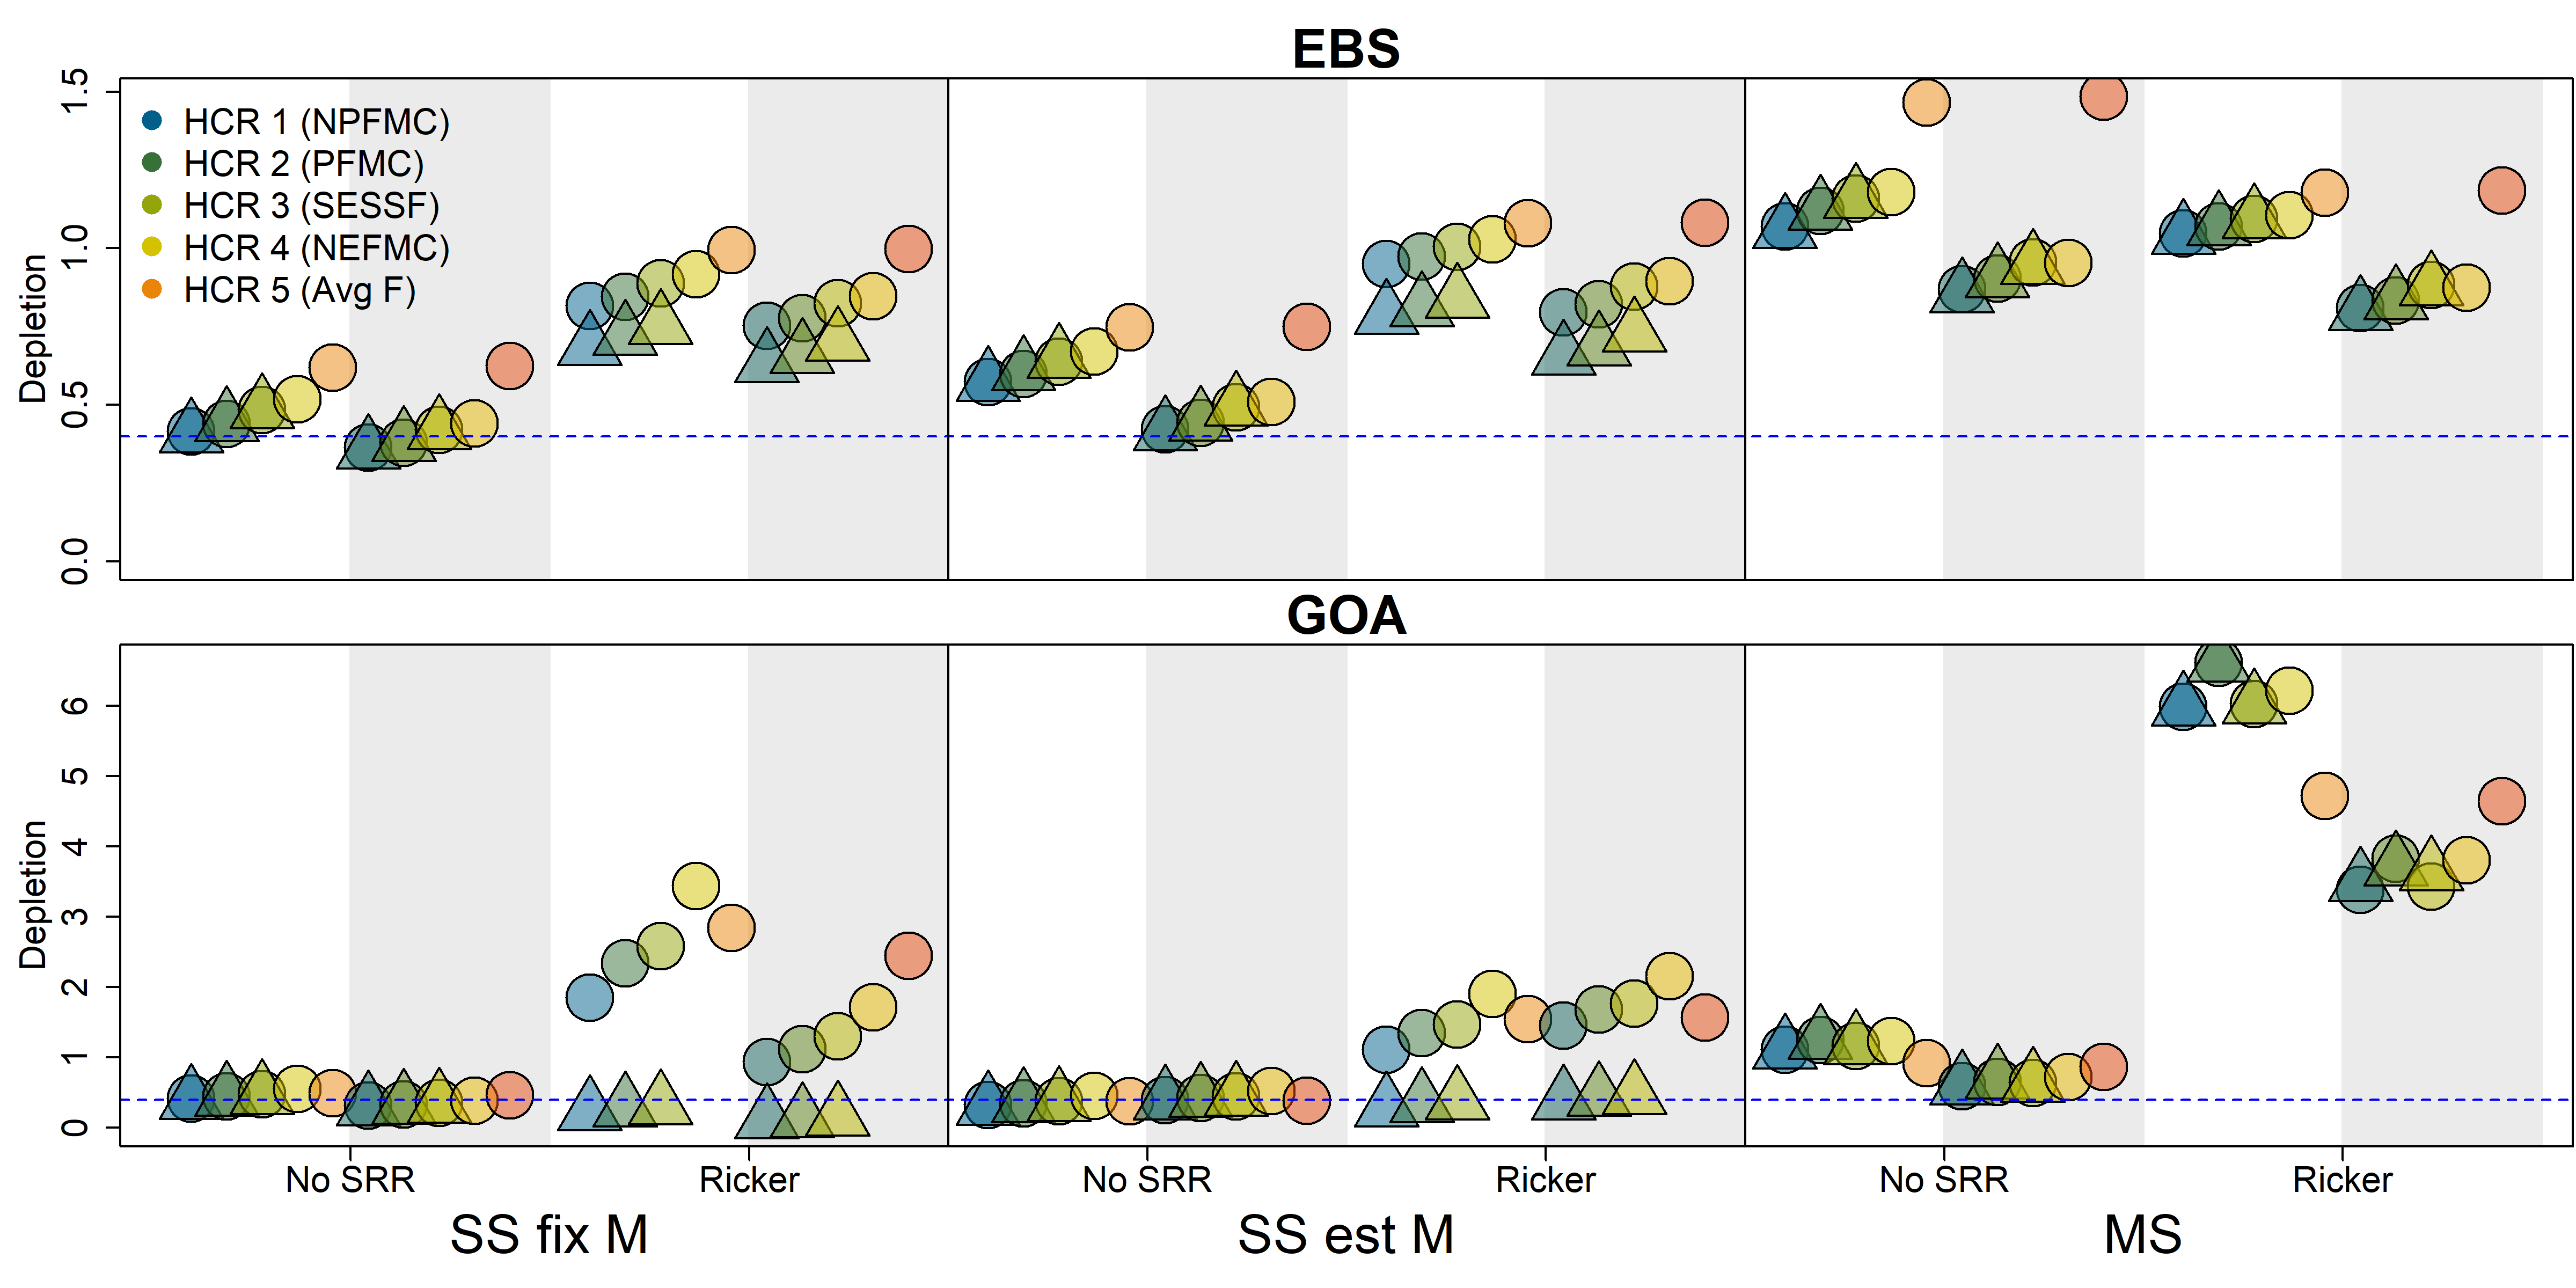 EBS
1.5
1.0
0.5
0.0
Depletion
HCR 1 (NPFMC)
HCR 2 (PFMC)
HCR 3 (SESSF)
HCR 4 (NEFMC)
HCR 5 (Avg F)
GOA
6
5
4
3
2
1
0
Depletion
No SRR Ricker No SRR Ricker No SRR Ricker
SS fix M SS est M MS